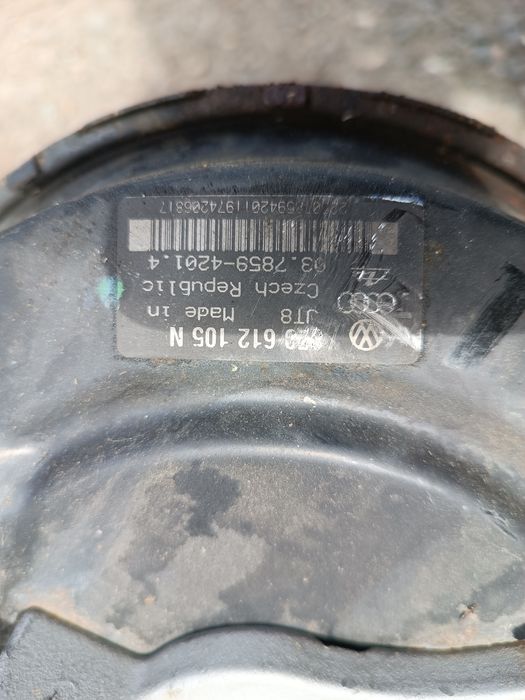 612 105 N
JT8 Made in
Czech Republic
03.7859-4201.4